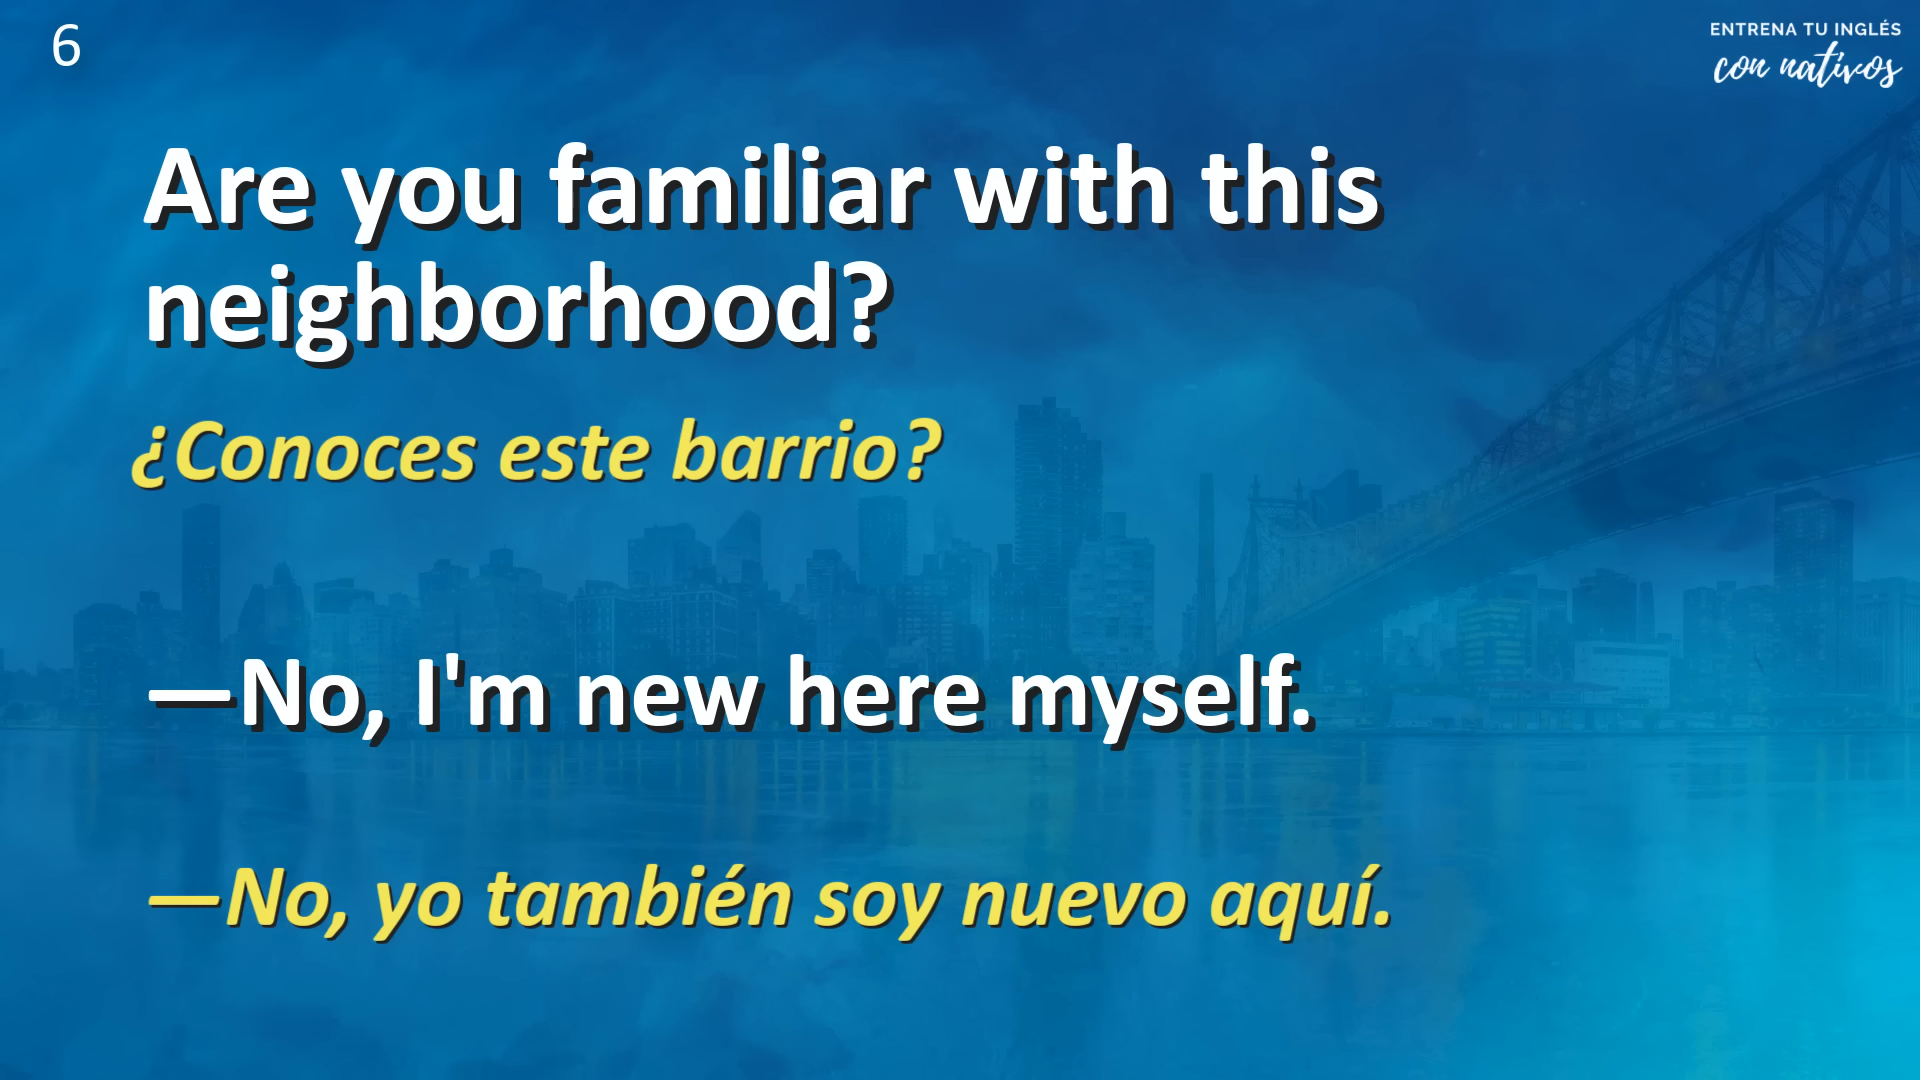 6
ENTRENA TU INGLÉS
con nativos
Are you familiar with this
neighborhood?
¿Conoces este barrio?
—No, I'm new here myself.
—No, yo también soy nuevo aquí.